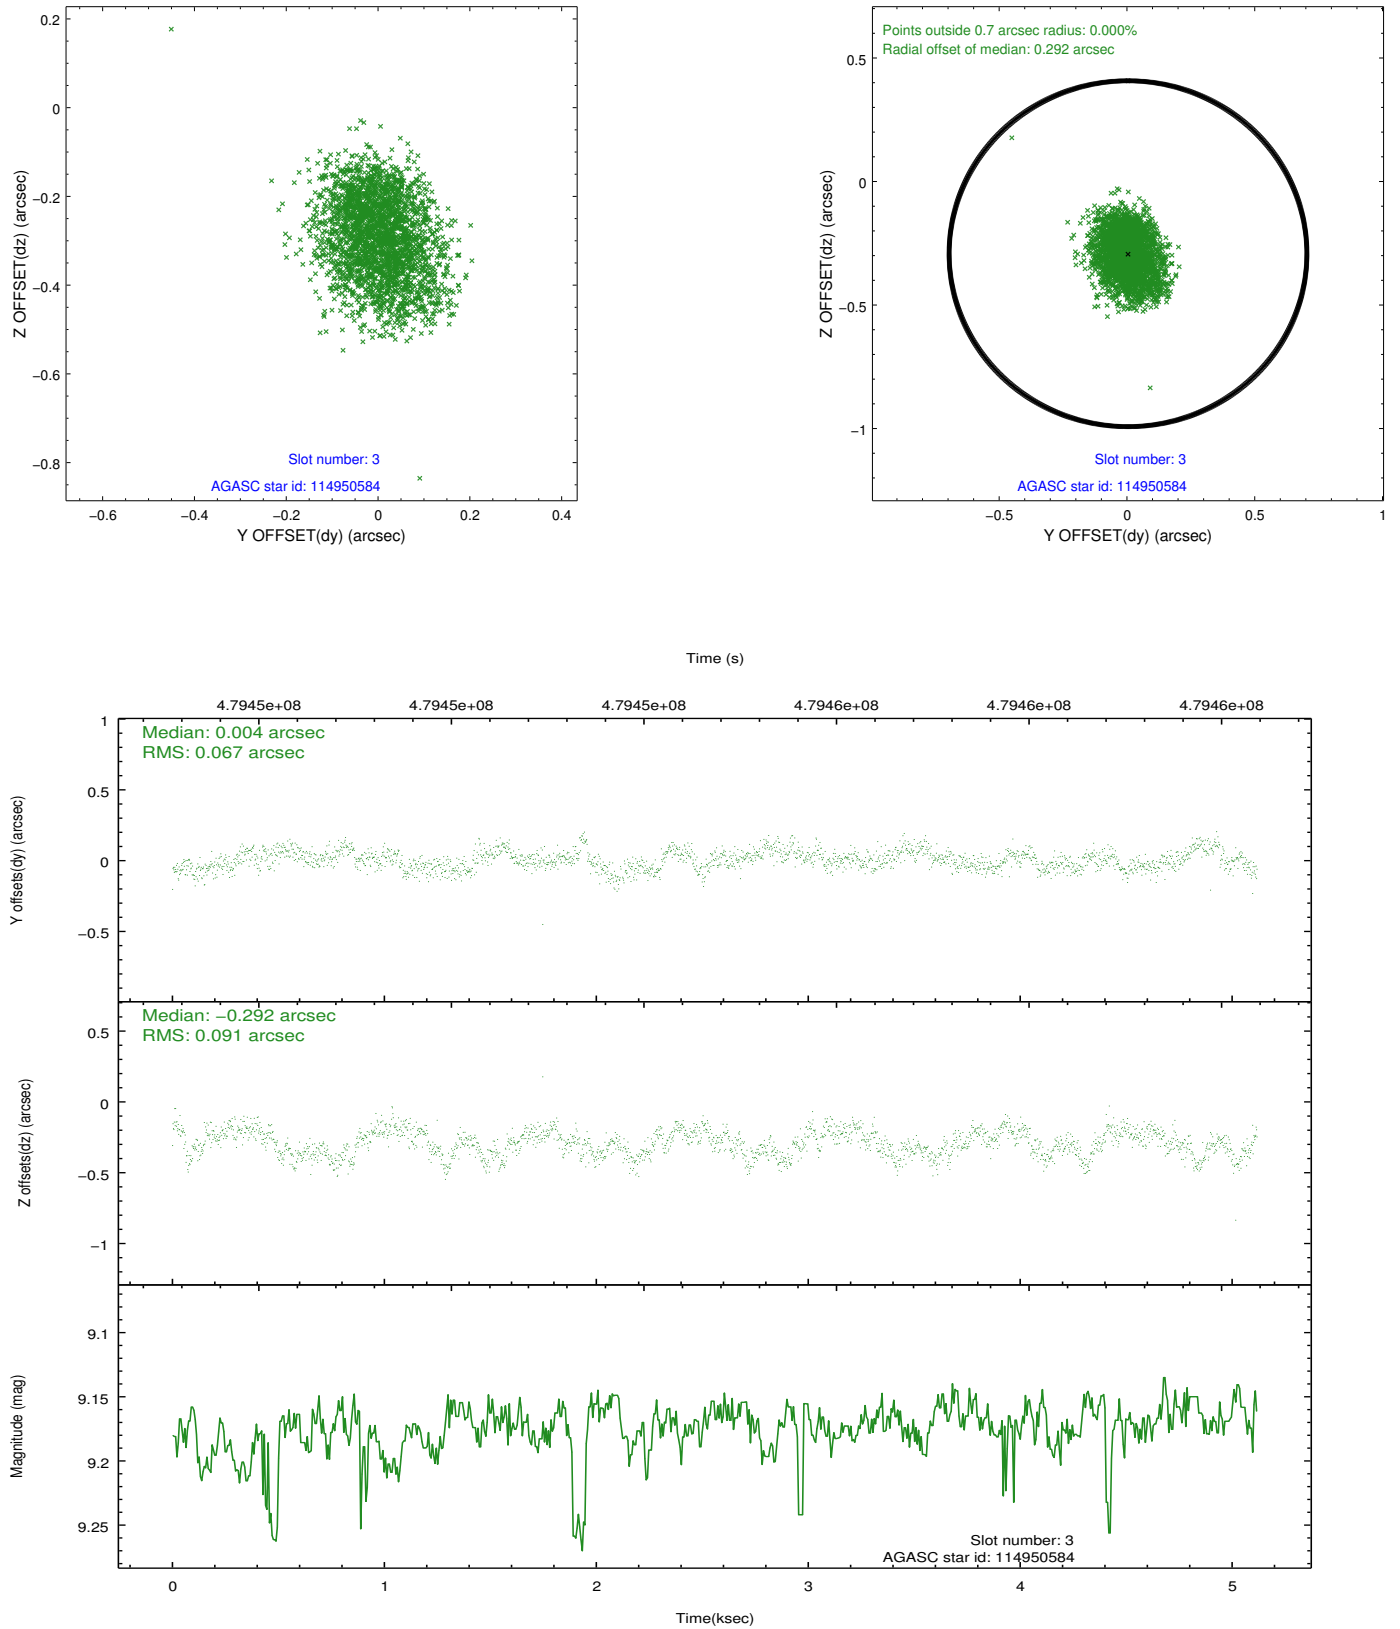 0.2
0
−0.2
−0.4
−0.6
−0.8
Z OFFSET(dz) (arcsec)
Slot number: 3
AGASC star id: 114950584
−0.6 −0.4 −0.2 0 0.2 0.4
Y OFFSET(dy) (arcsec)
Points outside 0.7 arcsec radius: 0.000%
Radial offset of median: 0.292 arcsec
0.5
0
−0.5
−1
Z OFFSET(dz) (arcsec)
Slot number: 3
AGASC star id: 114950584
−0.5 0 0.5 1
Y OFFSET(dy) (arcsec)
Time (s)
4.7945e+08 4.7945e+08 4.7945e+08 4.7946e+08 4.7946e+08 4.7946e+08
Median: 0.004 arcsec
RMS: 0.067 arcsec
1
0.5
0
−0.5
Y offsets(dy) (arcsec)
Median: −0.292 arcsec
RMS: 0.091 arcsec
0.5
0
−0.5
−1
Z offsets(dz) (arcsec)
9.1
9.15
9.2
9.25
Magnitude (mag)
Slot number: 3
AGASC star id: 114950584
0 1 2 3 4 5
Time(ksec)